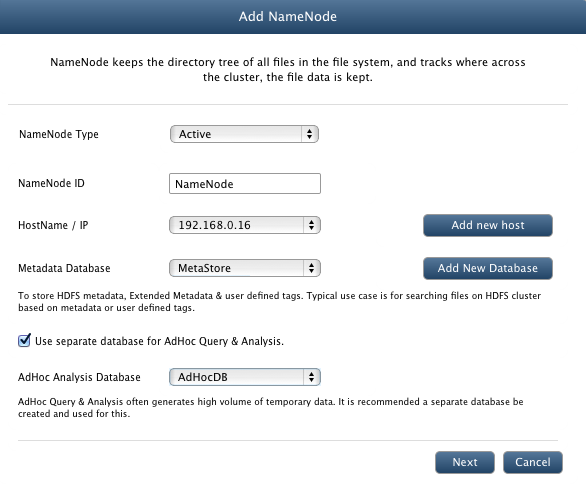 Add NameNode
NameNode keeps the directory tree of all files in the file system, and tracks where across
the cluster, the file data is kept.
NameNode Type
Active
NameNode ID
NameNode
HostName / IP
192.168.0.16
Add new host
Metadata Database
MetaStore
Add New Database
To store HDFS metadata, Extended Metadata & user defined tags. Typical use case is for searching files on HDFS cluster
based on metadata or user defined tags.
Use separate database for AdHoc Query & Analysis.
AdHoc Analysis Database
AdHocDB
AdHoc Query & Analysis often generates high volume of temporary data. It is recommended a separate database be
created and used for this.
Next
Cancel